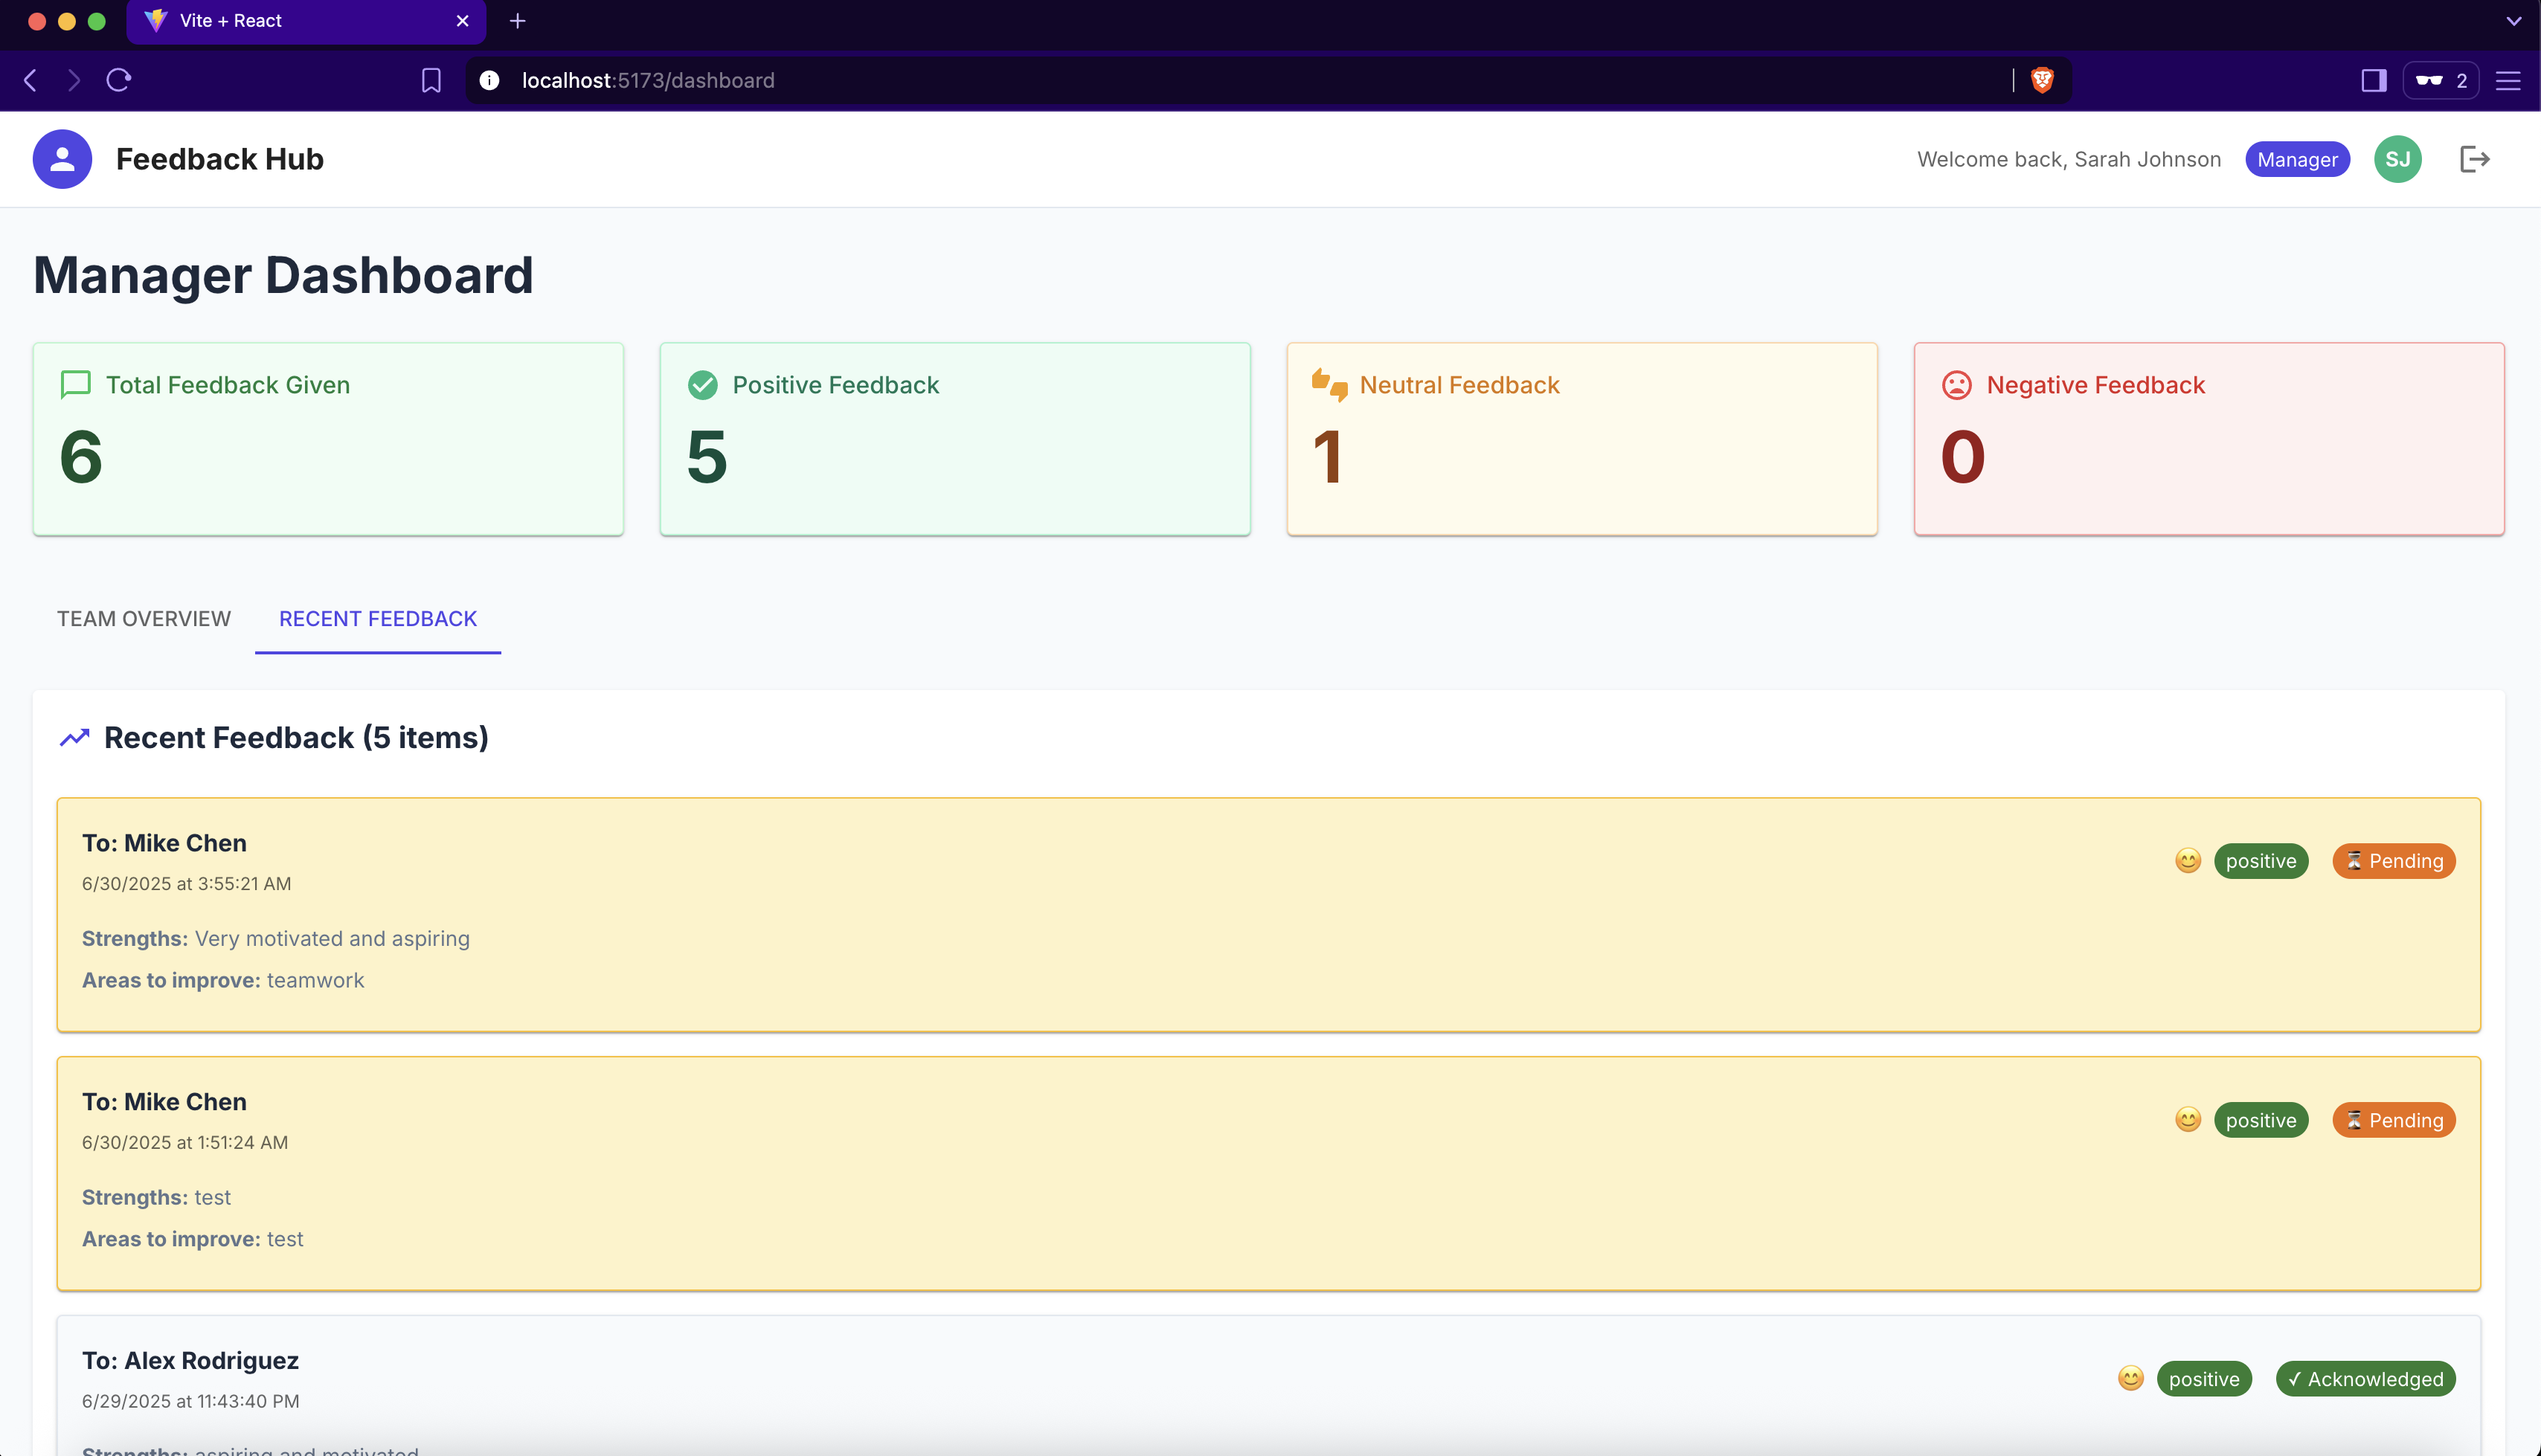 Vite + React
localhost:5173/dashboard
2
Feedback Hub
Welcome back, Sarah Johnson
Manager
SJ
Manager Dashboard
Total Feedback Given
6
Positive Feedback
5
Neutral Feedback
1
Negative Feedback
0
TEAM OVERVIEW
RECENT FEEDBACK
Recent Feedback (5 items)
To: Mike Chen
😊 positive ⏳ Pending
6/30/2025 at 3:55:21 AM
Strengths: Very motivated and aspiring
Areas to improve: teamwork
To: Mike Chen
😊 positive ⏳ Pending
6/30/2025 at 1:51:24 AM
Strengths: test
Areas to improve: test
To: Alex Rodriguez
😊 positive ✓ Acknowledged
6/29/2025 at 11:43:40 PM
Strengths: aspiring and motivated